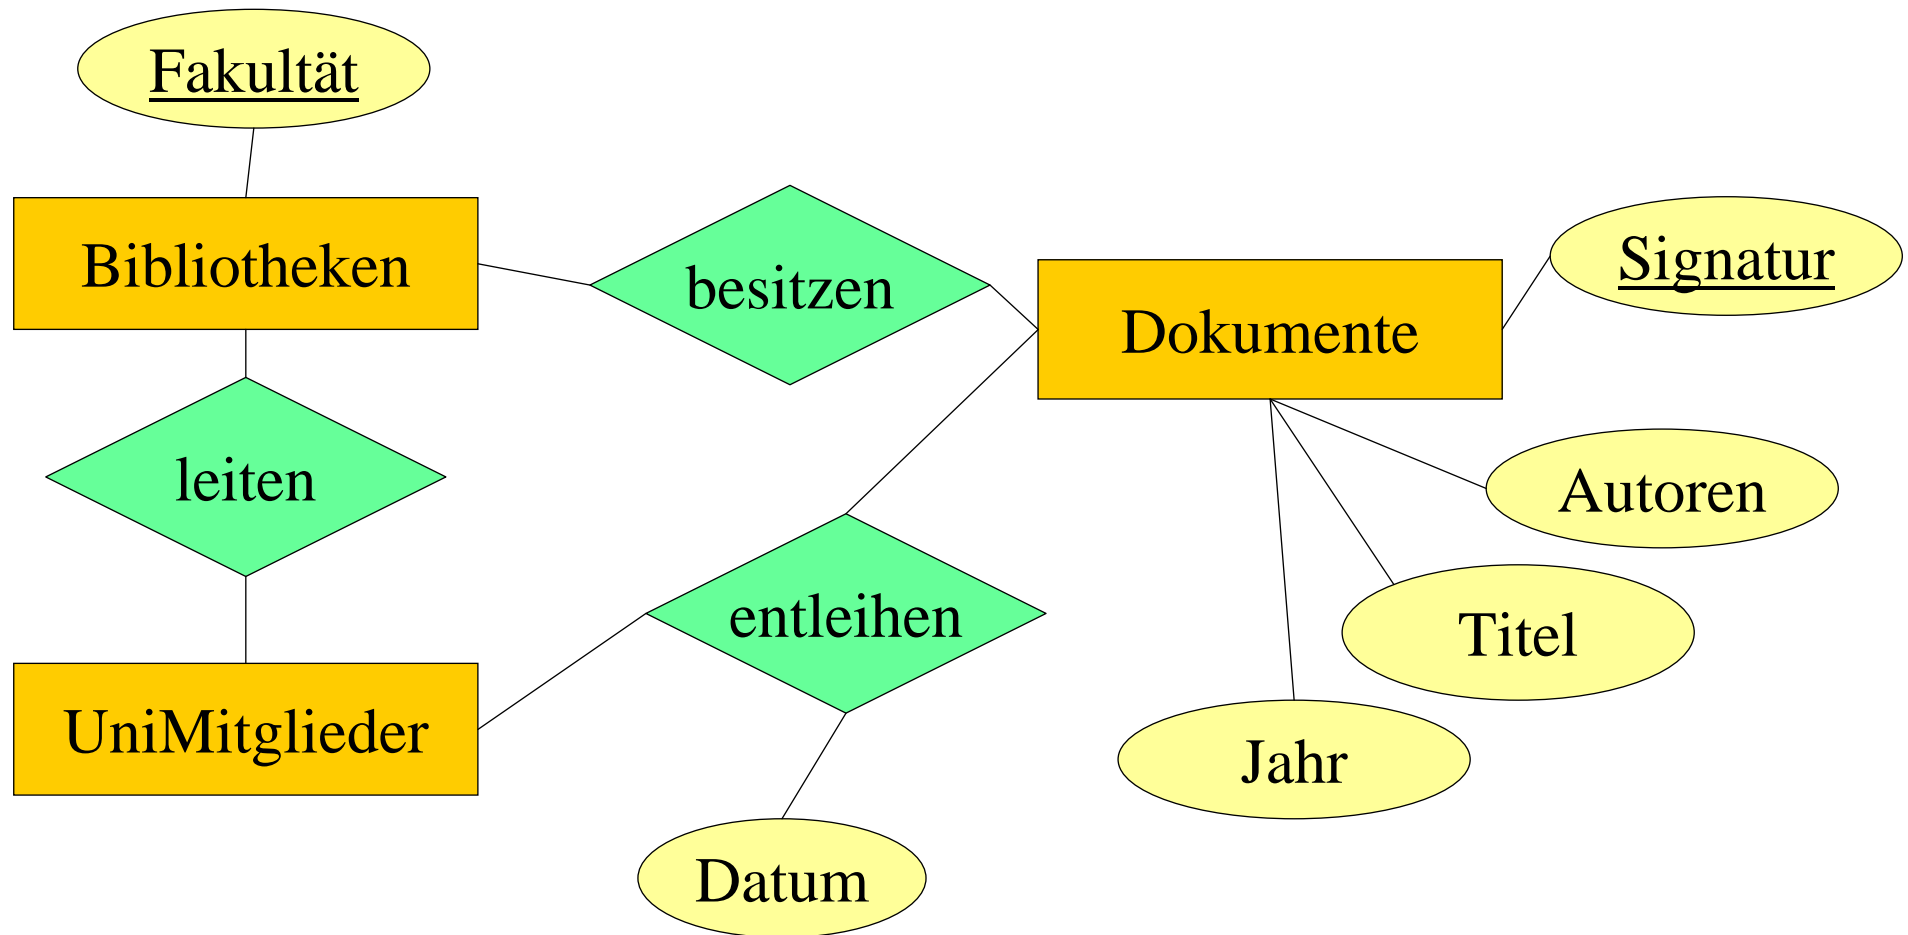 Fakultät
Bibliotheken
besitzen
Signatur
Dokumente
leiten
Autoren
entleihen
Titel
UniMitglieder
Jahr
Datum